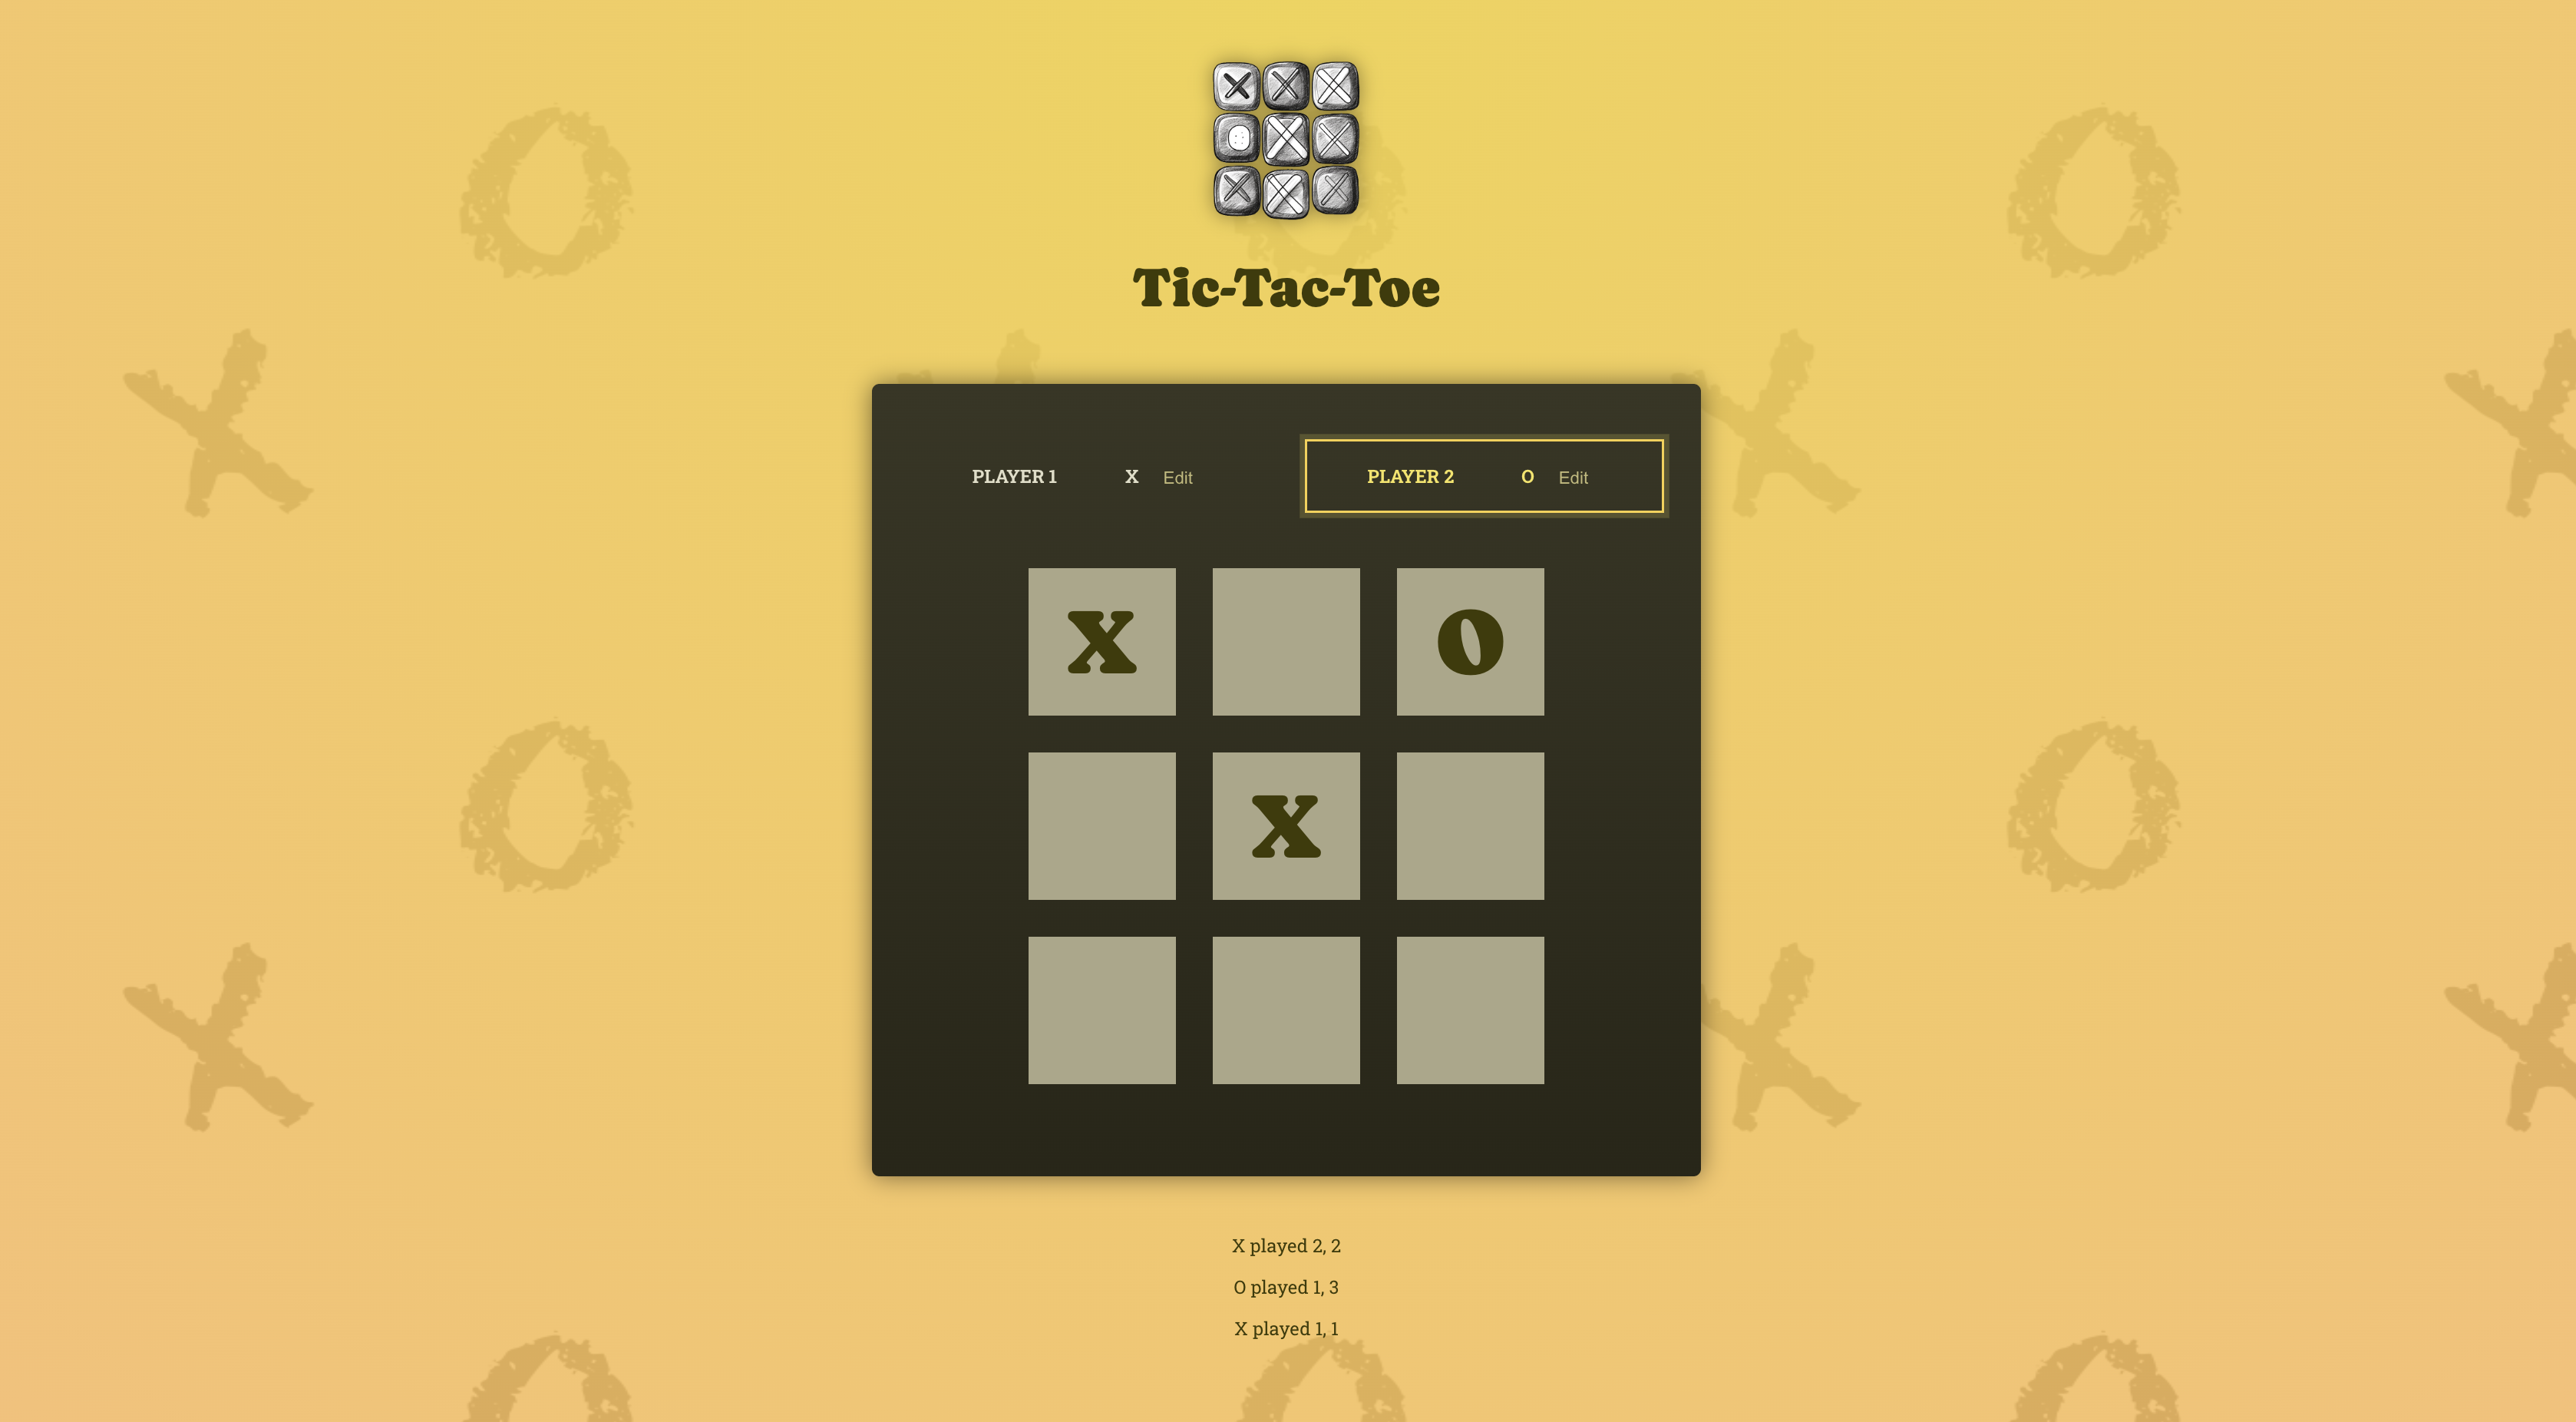 Tic-Tac-Toe
PLAYER 1 X Edit
PLAYER 2 O Edit
X O
X
X played 2, 2
O played 1, 3
X played 1, 1